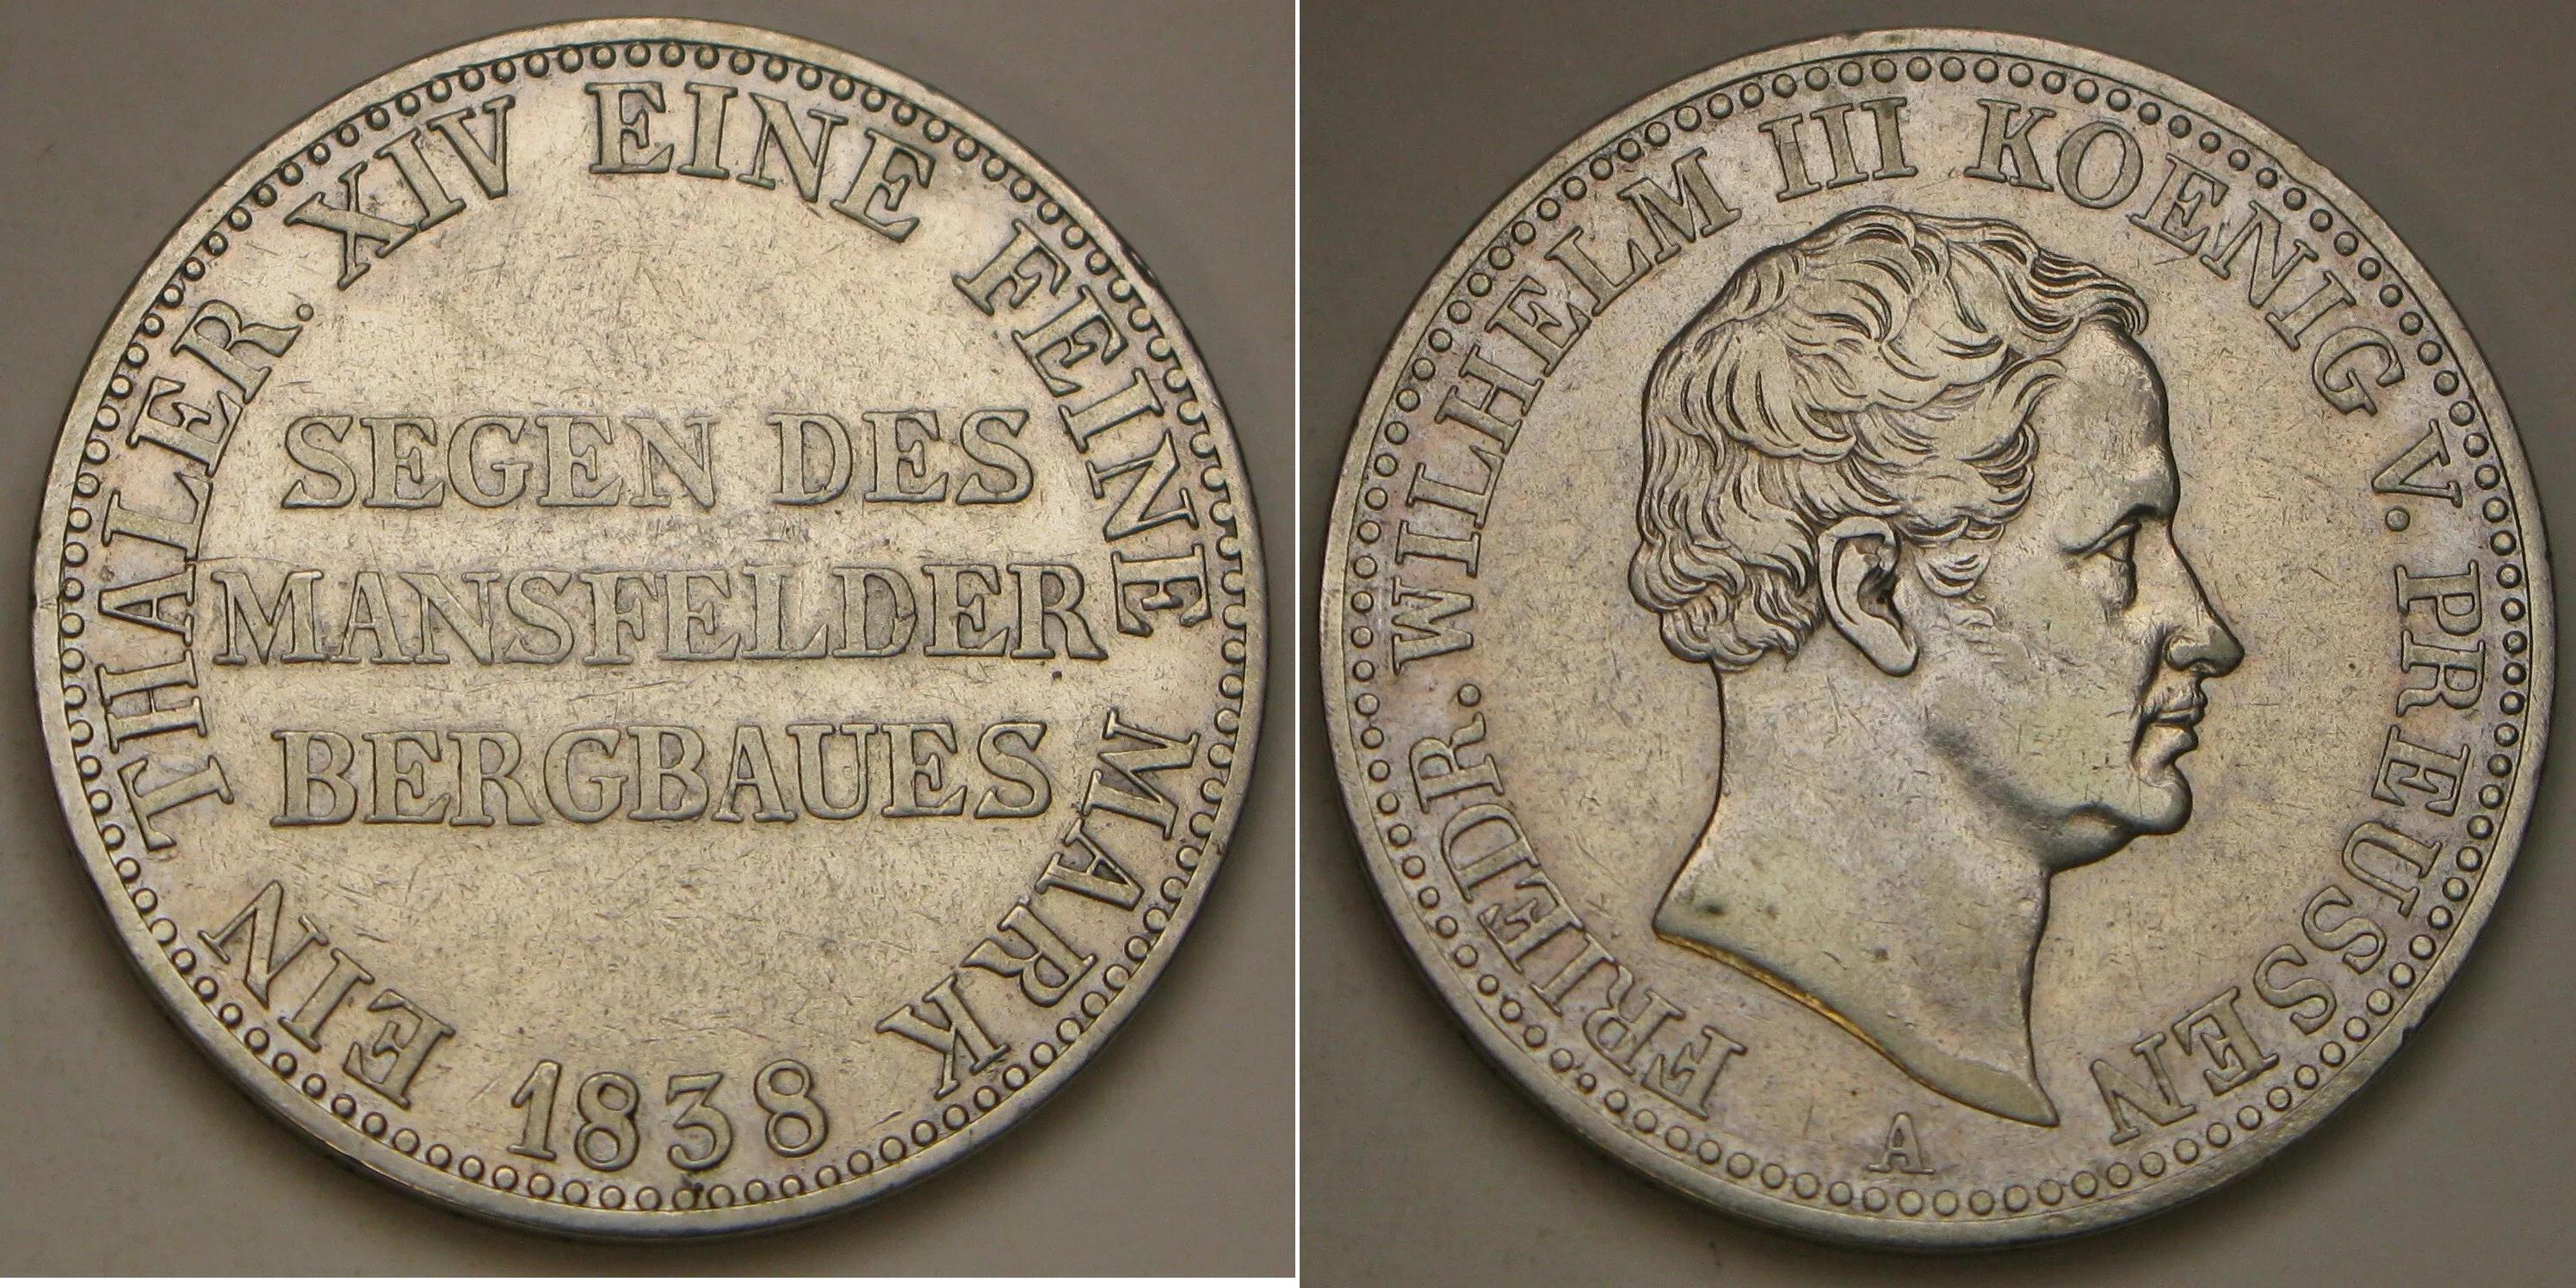 EIN THALER. XIV EINE FEINE MARK
SEGEN DES
MANSFELDER
BERGBAUES
1838
FRIEDR. WILHELM III KOENIG V. PREUSSEN
A